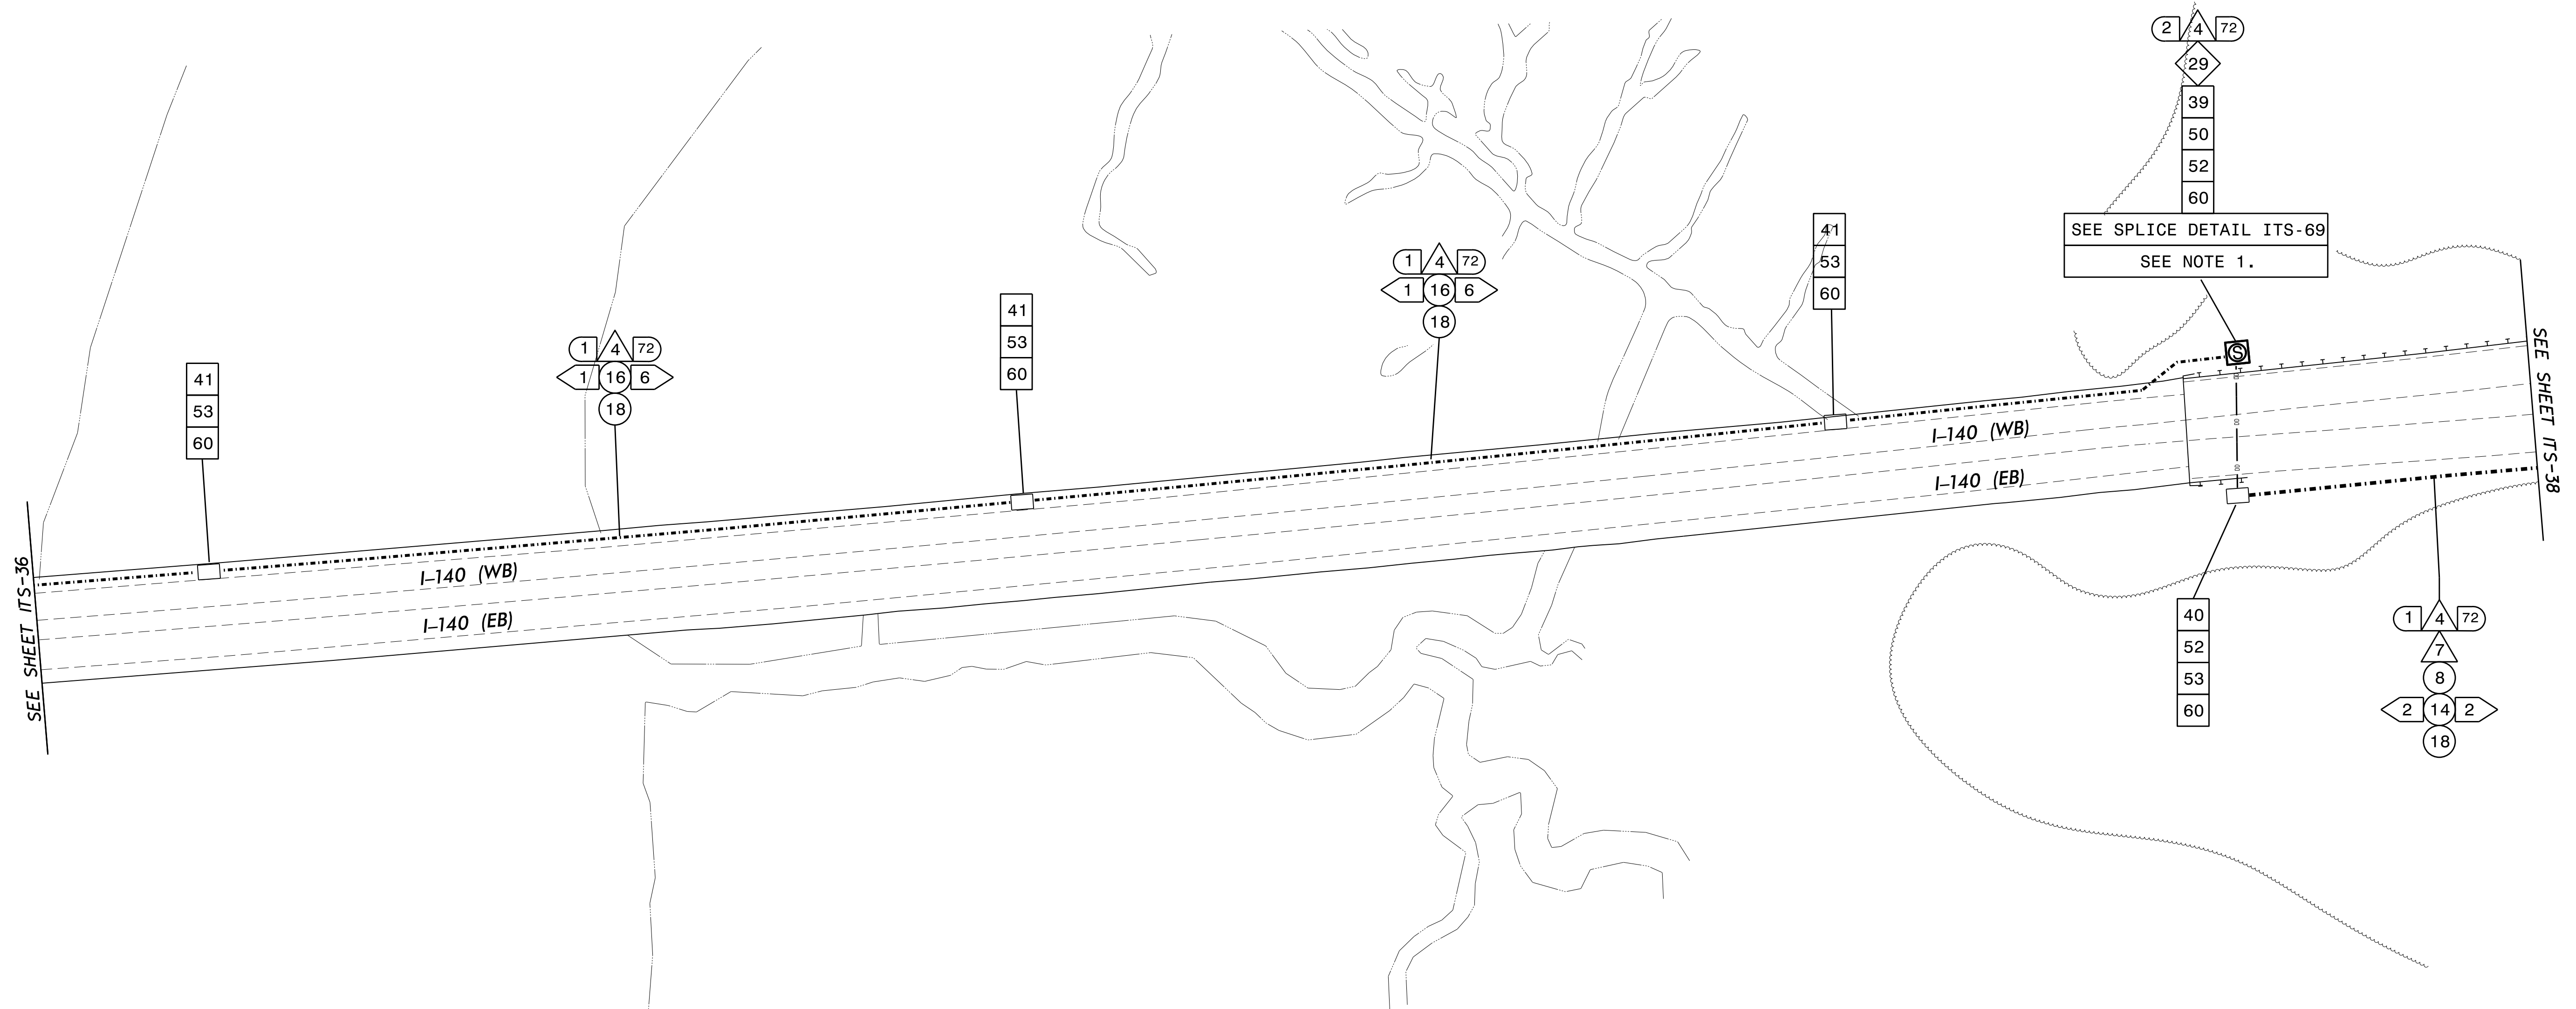 2 4 72
29
39
50
52
60
SEE SPLICE DETAIL ITS-69
SEE NOTE 1.
41
53
60
1 4 72
1 16 6
18
41
53
60
1 4 72
1 16 6
18
41
53
60
S
SEE SHEET ITS-36
I-140 (WB)
I-140 (EB)
I-140 (WB)
I-140 (EB)
SEE SHEET ITS-38
40
52
53
60
1 4 72
7
8
2 14 2
18